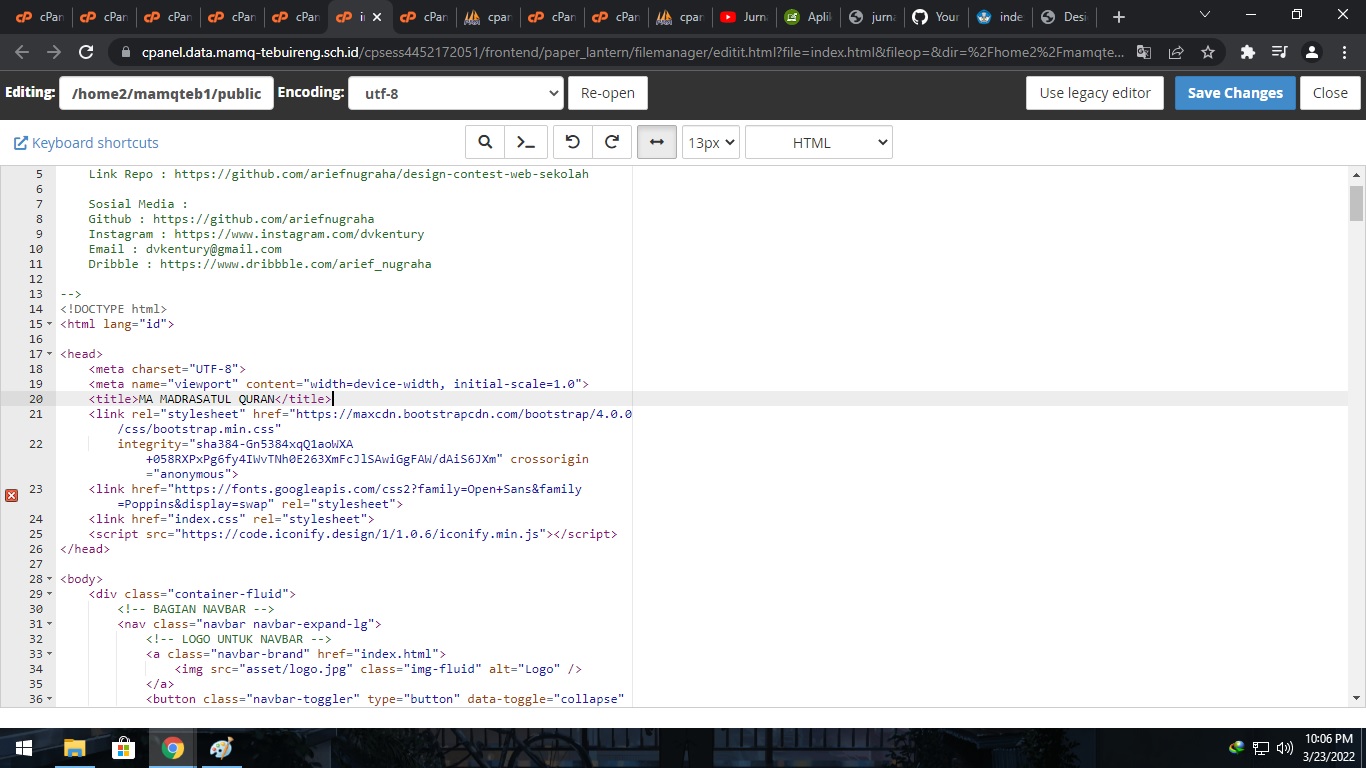 cPan
cPan
cPan
cPan
cPan
cPan
cpan
cPan
cPan
cpan
Jurna
Aplik
jurna
Your
inde
Desi
cpanel.data.mamq-tebuireng.sch.id/cpsess4452172051/frontend/paper_lantern/filemanager/editit.html?file=index.html&fileop=&dir=%2Fhome2%2Fmamqte...
Editing: /home2/mamqteb1/public Encoding: utf-8 Re-open Use legacy editor Save Changes Close
Keyboard shortcuts 13px HTML
5 Link Repo : https://github.com/ariefnugraha/design-contest-web-sekolah
6
7 Sosial Media :
8 Github : https://github.com/ariefnugraha
9 Instagram : https://www.instagram.com/dvkentury
10 Email : dvkentury@gmail.com
11 Dribble : https://www.dribbble.com/arief_nugraha
12
13 -->
14 <!DOCTYPE html>
15 <html lang="id">
16
17 <head>
18 <meta charset="UTF-8">
19 <meta name="viewport" content="width=device-width, initial-scale=1.0">
20 <title>MA MADRASATUL QURAN</title>
21 <link rel="stylesheet" href="https://maxcdn.bootstrapcdn.com/bootstrap/4.0.0
/css/bootstrap.min.css"
22 integrity="sha384-Gn5384xqQ1aoWXA
+058RXPxPg6fy4IWvTNh0E263XmFcJlSAwiGgFAW/dAiS6JXm" crossorigin
="anonymous">
23 <link href="https://fonts.googleapis.com/css2?family=Open+Sans&family
=Poppins&display=swap" rel="stylesheet">
24 <link href="index.css" rel="stylesheet">
25 <script src="https://code.iconify.design/1/1.0.6/iconify.min.js"></script>
26 </head>
27
28 <body>
29 <div class="container-fluid">
30 <!-- BAGIAN NAVBAR -->
31 <nav class="navbar navbar-expand-lg">
32 <!-- LOGO UNTUK NAVBAR -->
33 <a class="navbar-brand" href="index.html">
34 <img src="asset/logo.jpg" class="img-fluid" alt="Logo" />
35 </a>
36 <button class="navbar-toggler" type="button" data-toggle="collapse"
10:06 PM
3/23/2022